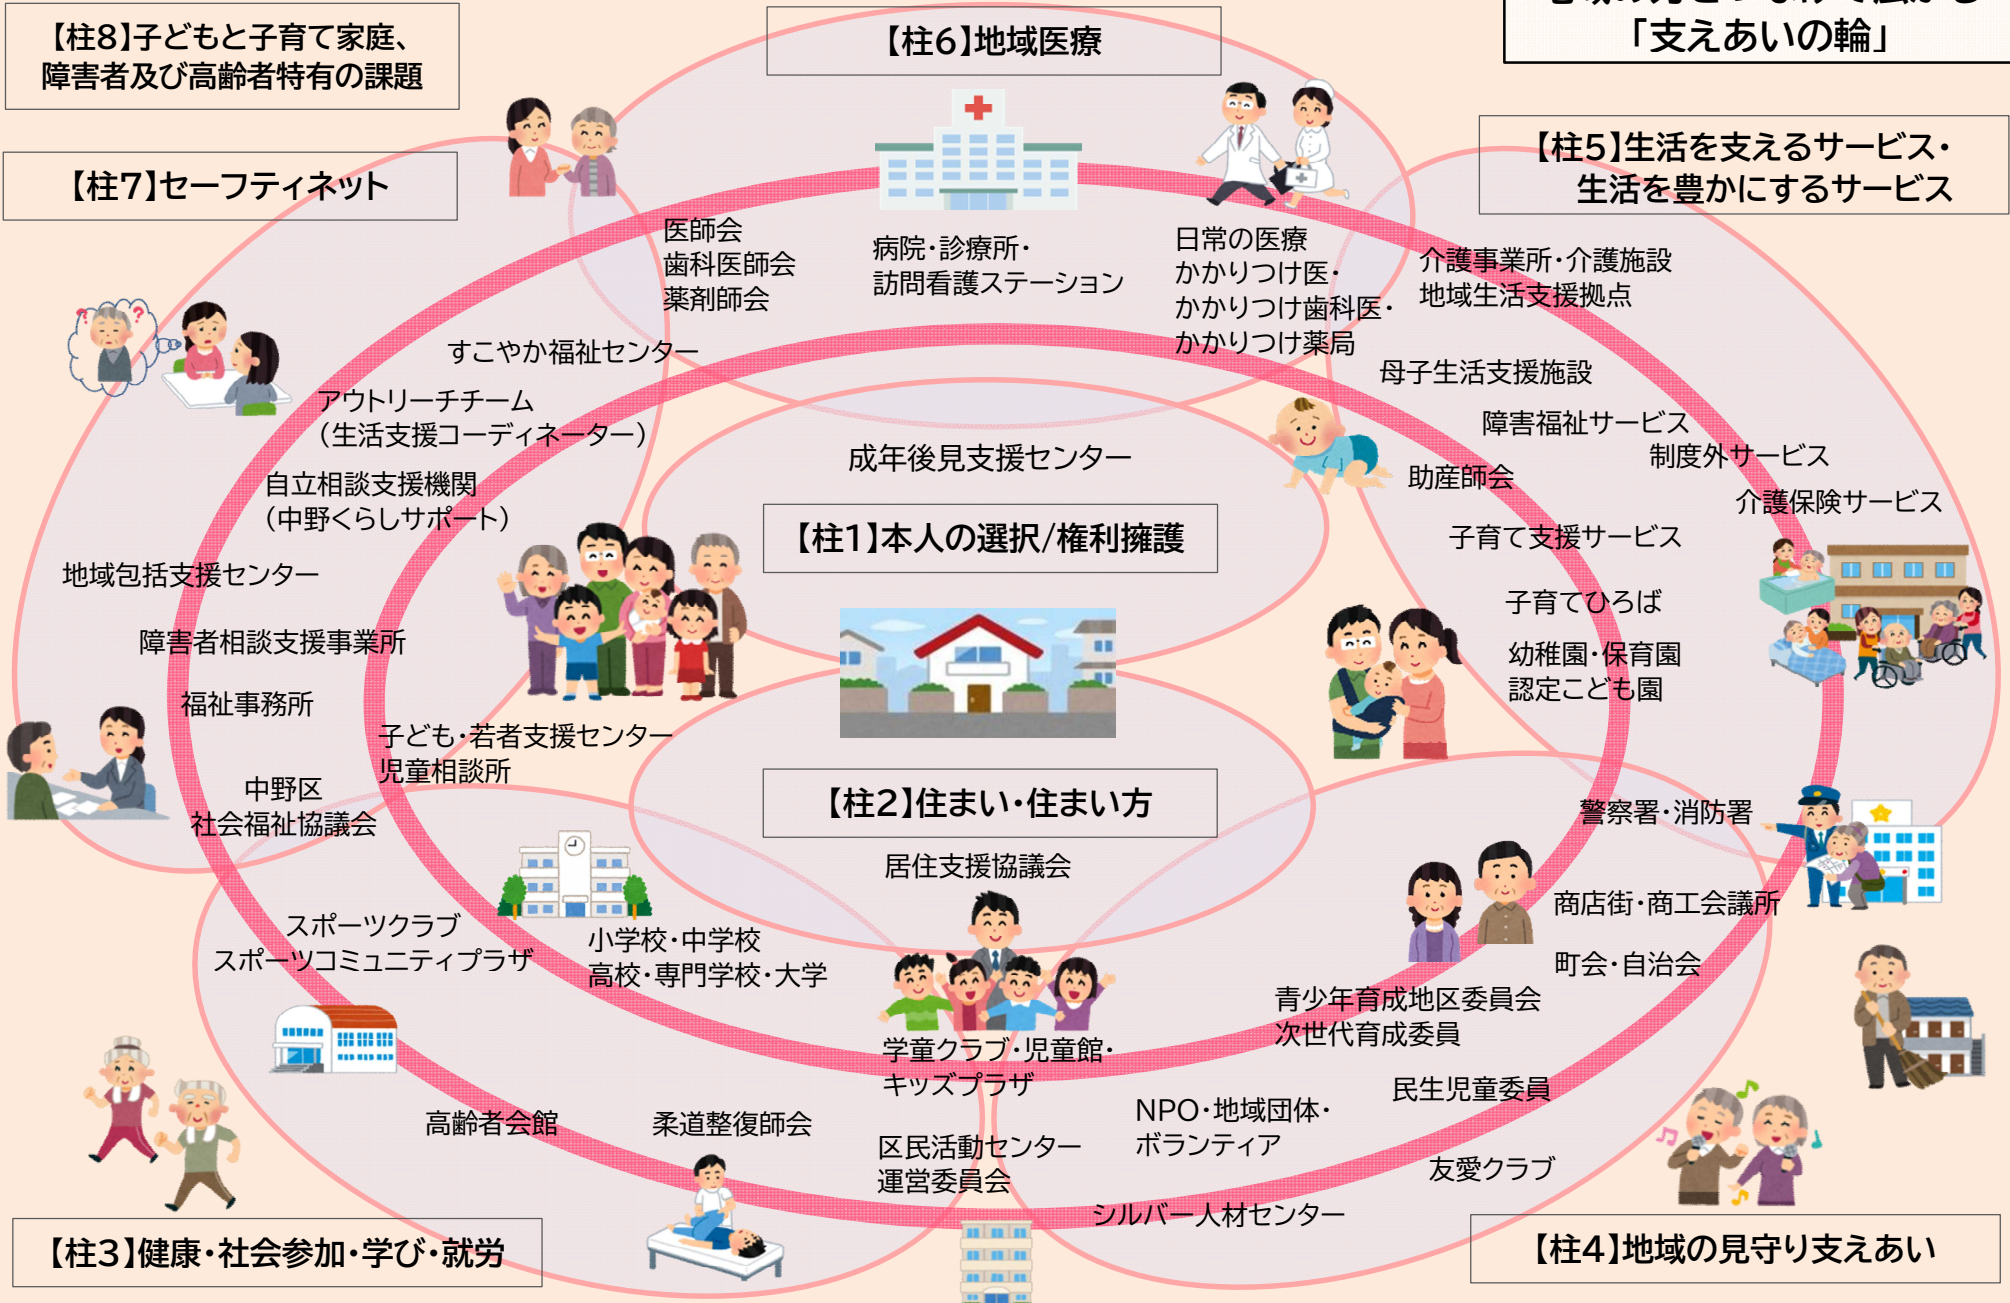 「支えあいの輪」
【柱8】子どもと子育て家庭、
障害者及び高齢者特有の課題
【柱6】地域医療
【柱5】生活を支えるサービス・
生活を豊かにするサービス
【柱7】セーフティネット
医師会
歯科医師会
薬剤師会
病院・診療所・
訪問看護ステーション
日常の医療
かかりつけ医・
かかりつけ歯科医・
かかりつけ薬局
介護事業所・介護施設
地域生活支援拠点
すこやか福祉センター
母子生活支援施設
アウトリーチチーム
（生活支援コーディネーター）
障害福祉サービス
制度外サービス
成年後見支援センター
助産師会
介護保険サービス
自立相談支援機関
（中野くらしサポート）
【柱1】本人の選択/権利擁護
子育て支援サービス
地域包括支援センター
子育てひろば
障害者相談支援事業所
幼稚園・保育園
認定こども園
福祉事務所
子ども・若者支援センター
児童相談所
中野区
社会福祉協議会
【柱2】住まい・住まい方
警察署・消防署
居住支援協議会
商店街・商工会議所
スポーツクラブ
スポーツコミュニティプラザ
小学校・中学校
高校・専門学校・大学
町会・自治会
青少年育成地区委員会
次世代育成委員
学童クラブ・児童館・
キッズプラザ
民生児童委員
高齢者会館
柔道整復師会
NPO・地域団体・
ボランティア
区民活動センター
運営委員会
友愛クラブ
シルバー人材センター
【柱3】健康・社会参加・学び・就労
【柱4】地域の見守り支えあい